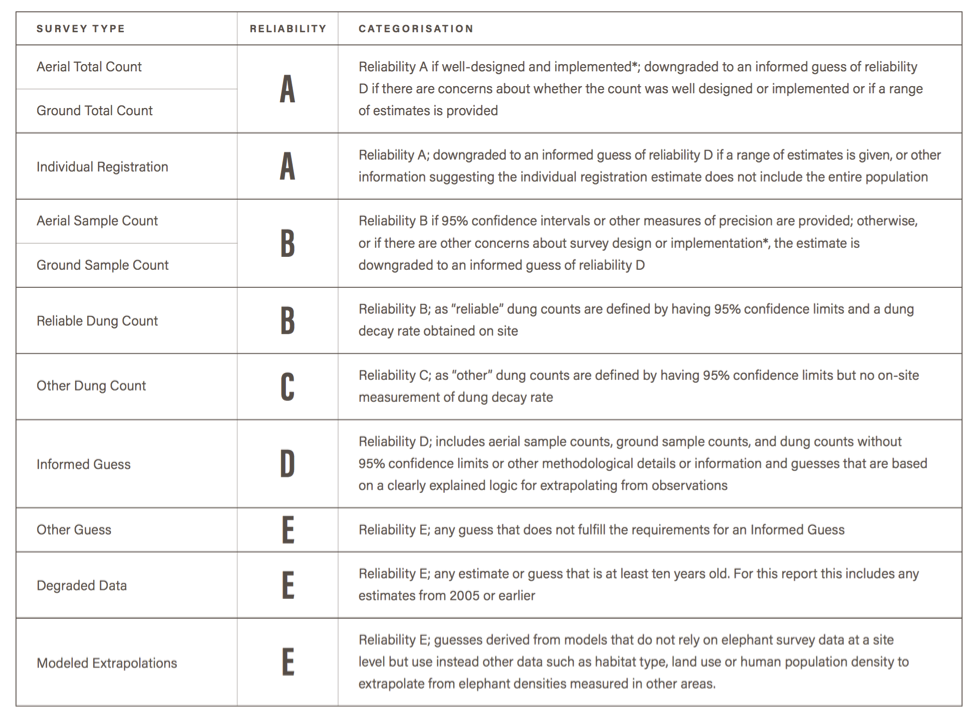 SURVEY TYPE RELIABILITY CATEGORISATION
Aerial Total Count
Ground Total Count
A
Reliability A if well-designed and implemented*; downgraded to an informed guess of reliability
D if there are concerns about whether the count was well designed or implemented or if a range
of estimates is provided
Individual Registration
A
Reliability A; downgraded to an informed guess of reliability D if a range of estimates is given, or other
information suggesting the individual registration estimate does not include the entire population
Aerial Sample Count
Ground Sample Count
B
Reliability B if 95% confidence intervals or other measures of precision are provided; otherwise,
or if there are other concerns about survey design or implementation*, the estimate is
downgraded to an informed guess of reliability D
Reliable Dung Count
B
Reliability B; as "reliable" dung counts are defined by having 95% confidence limits and a dung
decay rate obtained on site
Other Dung Count
C
Reliability C; as "other" dung counts are defined by having 95% confidence limits but no on-site
measurement of dung decay rate
Informed Guess
D
Reliability D; includes aerial sample counts, ground sample counts, and dung counts without
95% confidence limits or other methodological details or information and guesses that are based
on a clearly explained logic for extrapolating from observations
Other Guess
E
Reliability E; any guess that does not fulfill the requirements for an Informed Guess
Degraded Data
E
Reliability E; any estimate or guess that is at least ten years old. For this report this includes any
estimates from 2005 or earlier
Modeled Extrapolations
E
Reliability E; guesses derived from models that do not rely on elephant survey data at a site
level but use instead other data such as habitat type, land use or human population density to
extrapolate from elephant densities measured in other areas.